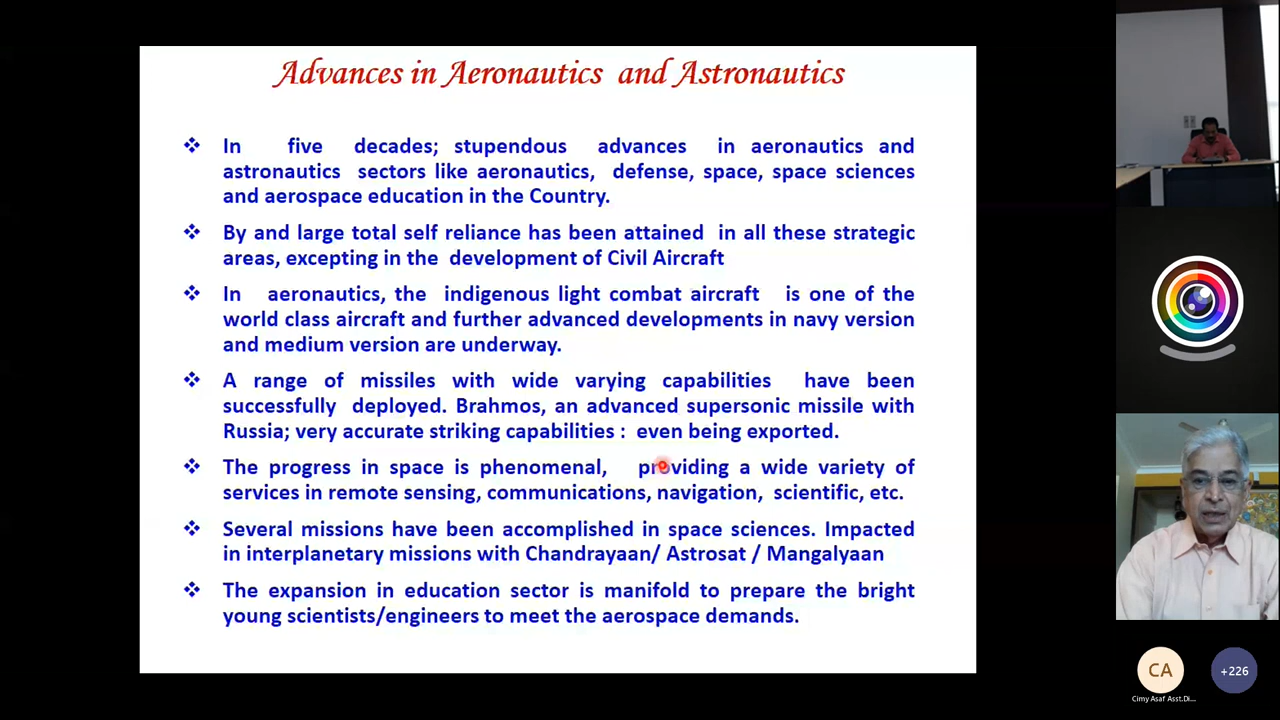 Advances in Aeronautics and Astronautics
❖ In five decades; stupendous advances in aeronautics and
astronautics sectors like aeronautics, defense, space, space sciences
and aerospace education in the Country.
❖ By and large total self reliance has been attained in all these strategic
areas, excepting in the development of Civil Aircraft
❖ In aeronautics, the indigenous light combat aircraft is one of the
world class aircraft and further advanced developments in navy version
and medium version are underway.
❖ A range of missiles with wide varying capabilities have been
successfully deployed. Brahmos, an advanced supersonic missile with
Russia; very accurate striking capabilities : even being exported.
❖ The progress in space is phenomenal, providing a wide variety of
services in remote sensing, communications, navigation, scientific, etc.
❖ Several missions have been accomplished in space sciences. Impacted
in interplanetary missions with Chandrayaan/ Astrosat / Mangalyaan
❖ The expansion in education sector is manifold to prepare the bright
young scientists/engineers to meet the aerospace demands.
CA
+226
Cimy Asaf Asst.Di...